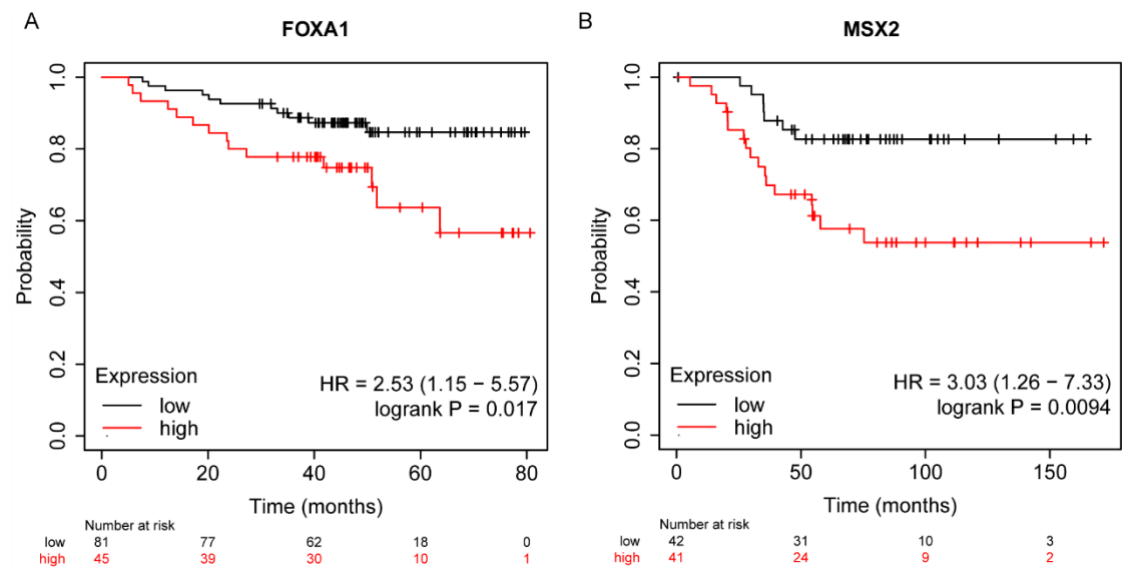 A
FOXA1
Probability
1.0
0.8
0.6
0.4
0.2
0.0
Expression
low
high
HR = 2.53 (1.15 − 5.57)
logrank P = 0.017
0 20 40 60 80
Time (months)
Number at risk
low 81 77 62 18 0
high 45 39 30 10 1
B
MSX2
Probability
1.0
0.8
0.6
0.4
0.2
0.0
Expression
low
high
HR = 3.03 (1.26 − 7.33)
logrank P = 0.0094
0 50 100 150
Time (months)
Number at risk
low 42 31 10 3
high 41 24 9 2